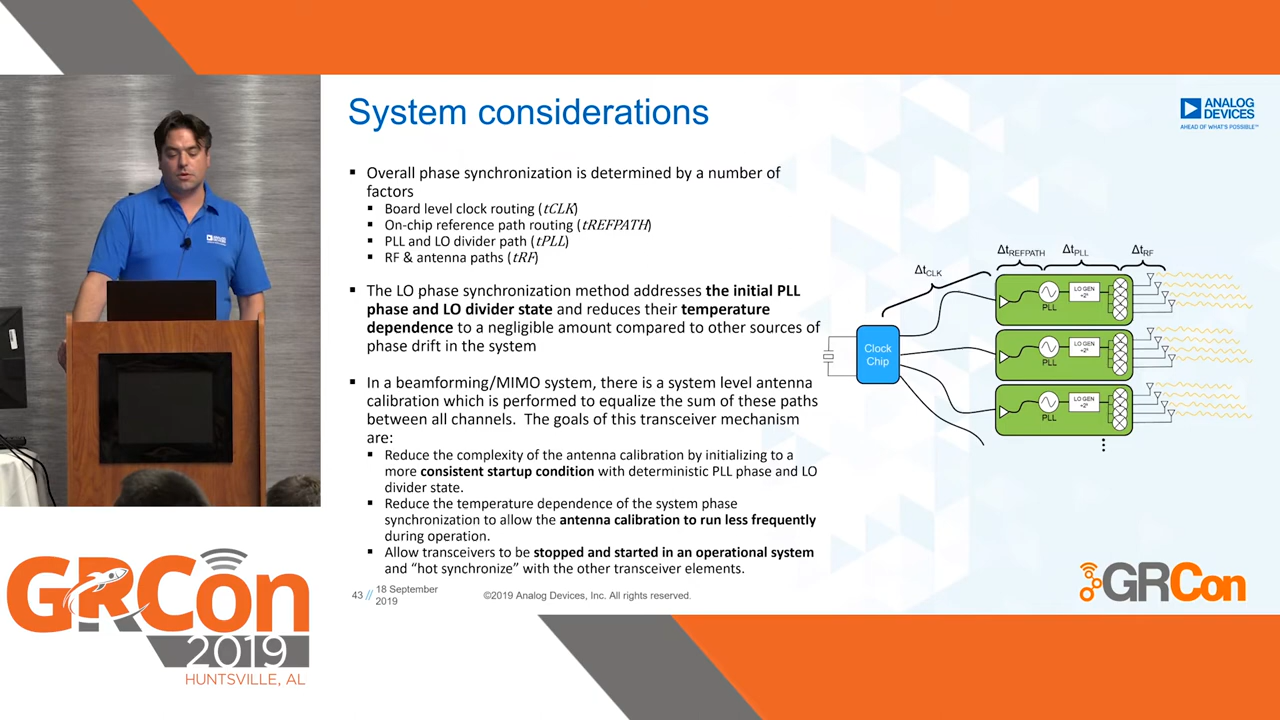 System considerations
ANALOG
DEVICES
AHEAD OF WHAT'S POSSIBLE™
▪ Overall phase synchronization is determined by a number of
factors
▪ Board level clock routing (tCLK)
▪ On-chip reference path routing (tREFPATH)
▪ PLL and LO divider path (tPLL)
▪ RF & antenna paths (tRF)
▪ The LO phase synchronization method addresses the initial PLL
phase and LO divider state and reduces their temperature
dependence to a negligible amount compared to other sources of
phase drift in the system
▪ In a beamforming/MIMO system, there is a system level antenna
calibration which is performed to equalize the sum of these paths
between all channels. The goals of this transceiver mechanism
are:
▪ Reduce the complexity of the antenna calibration by initializing to a
more consistent startup condition with deterministic PLL phase and LO
divider state.
▪ Reduce the temperature dependence of the system phase
synchronization to allow the antenna calibration to run less frequently
during operation.
▪ Allow transceivers to be stopped and started in an operational system
and “hot synchronize” with the other transceiver elements.
ΔtCLK
ΔtREFPATH ΔtPLL ΔtRF
Clock
Chip
PLL
LO GEN
PLL
LO GEN
PLL
LO GEN
43 // 18 September
2019
©2019 Analog Devices, Inc. All rights reserved.
GRCon
GRCon
2019
HUNTSVILLE, AL